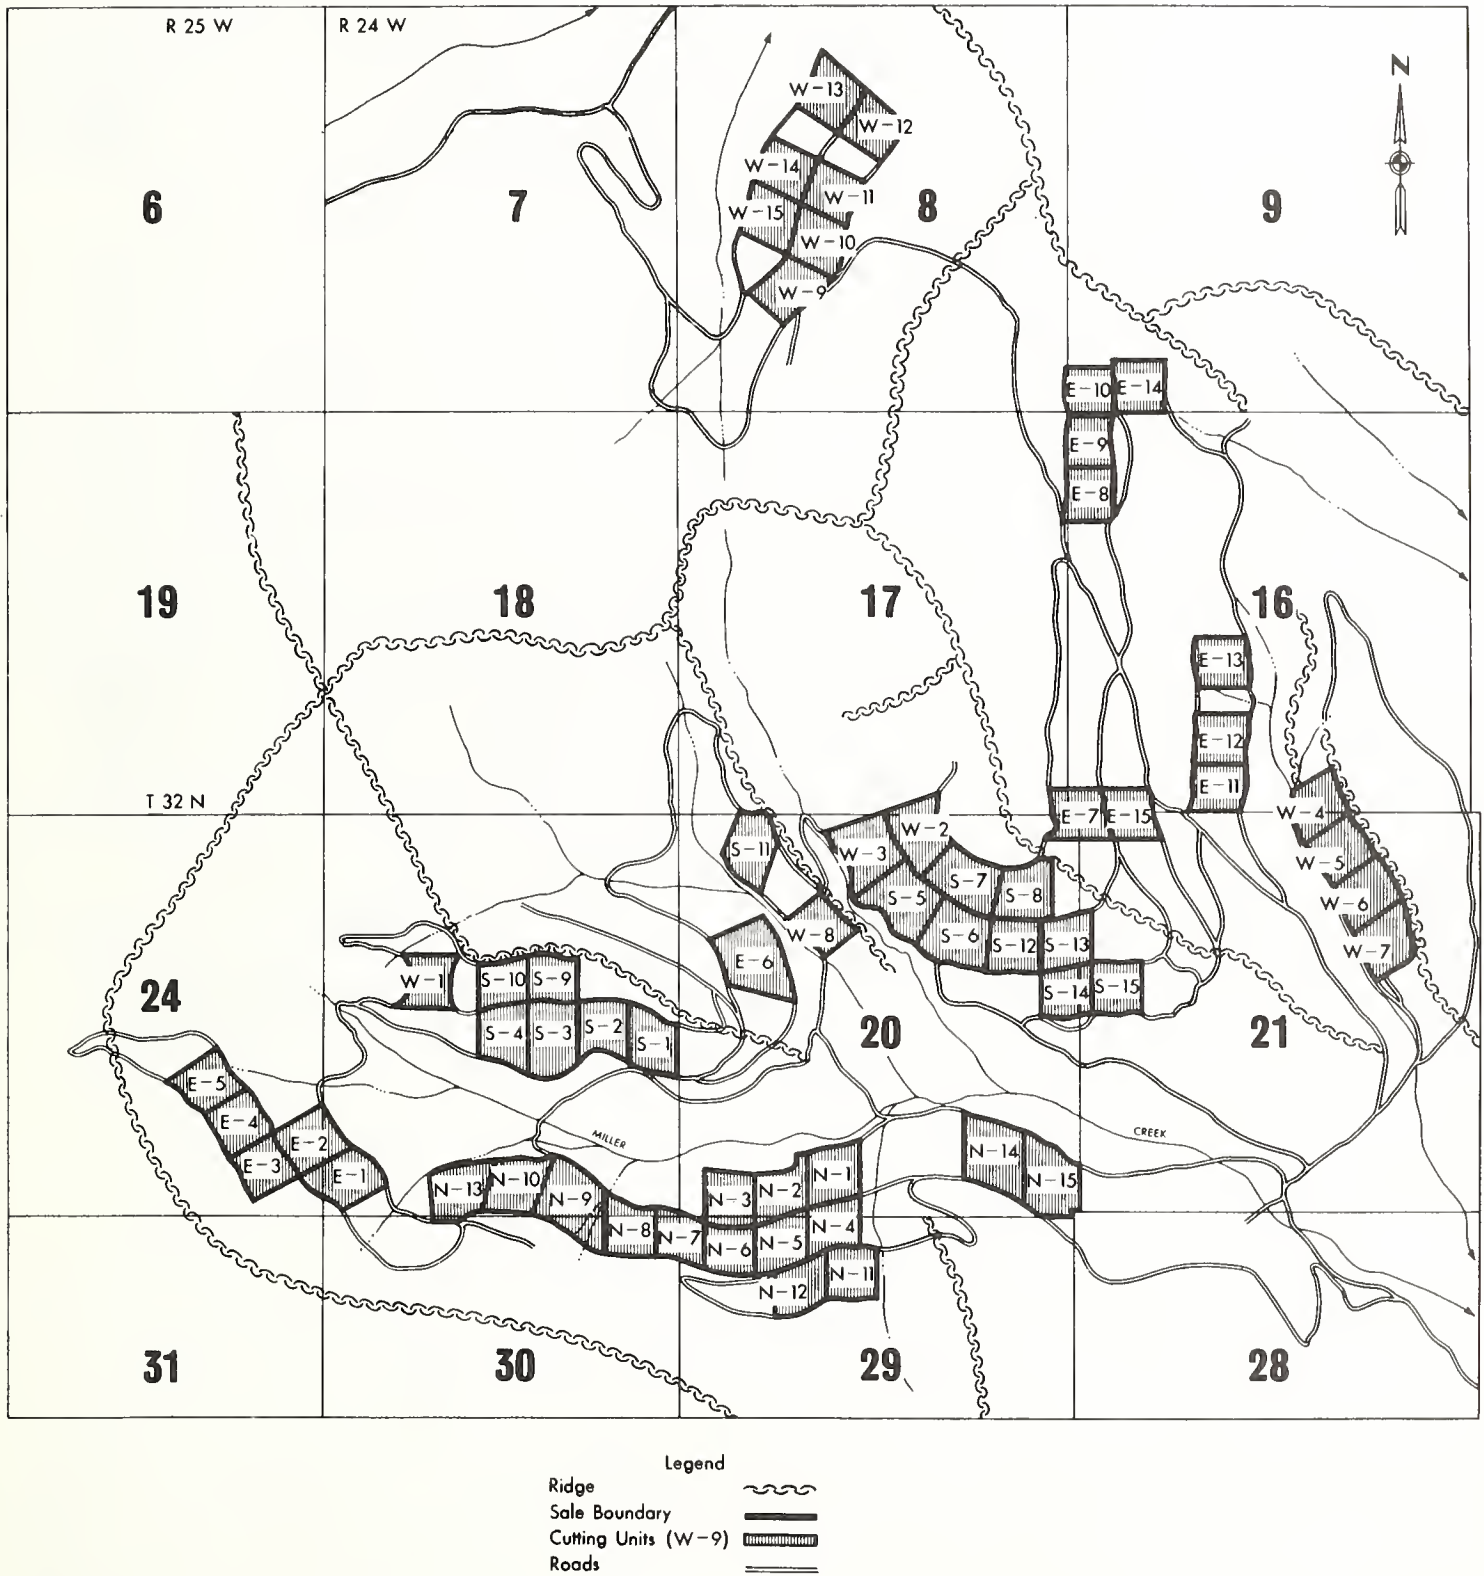 R 25 W
R 24 W
N
W-13
W-12
W-14
W-11
6
7
W-15
8
9
W-10
W-9
E-10
E-14
E-9
E-8
19
18
17
16
E-13
E-12
E-11
T 32 N
W-4
E-7
E-15
W-2
S-11
W-3
W-5
S-7
S-5
S-8
W-6
W-8
S-6
S-12
S-13
W-7
E-6
W-1
S-10
S-9
24
S-14
S-15
S-4
S-3
S-2
S-1
20
21
E-5
E-4
E-2
MILLER
CREEK
E-3
E-1
N-14
N-13
N-10
N-9
N-3
N-2
N-1
N-15
N-8
N-7
N-6
N-5
N-4
N-11
N-12
31
30
29
28
Legend
Ridge
Sale Boundary
Cutting Units (W-9)
Roads